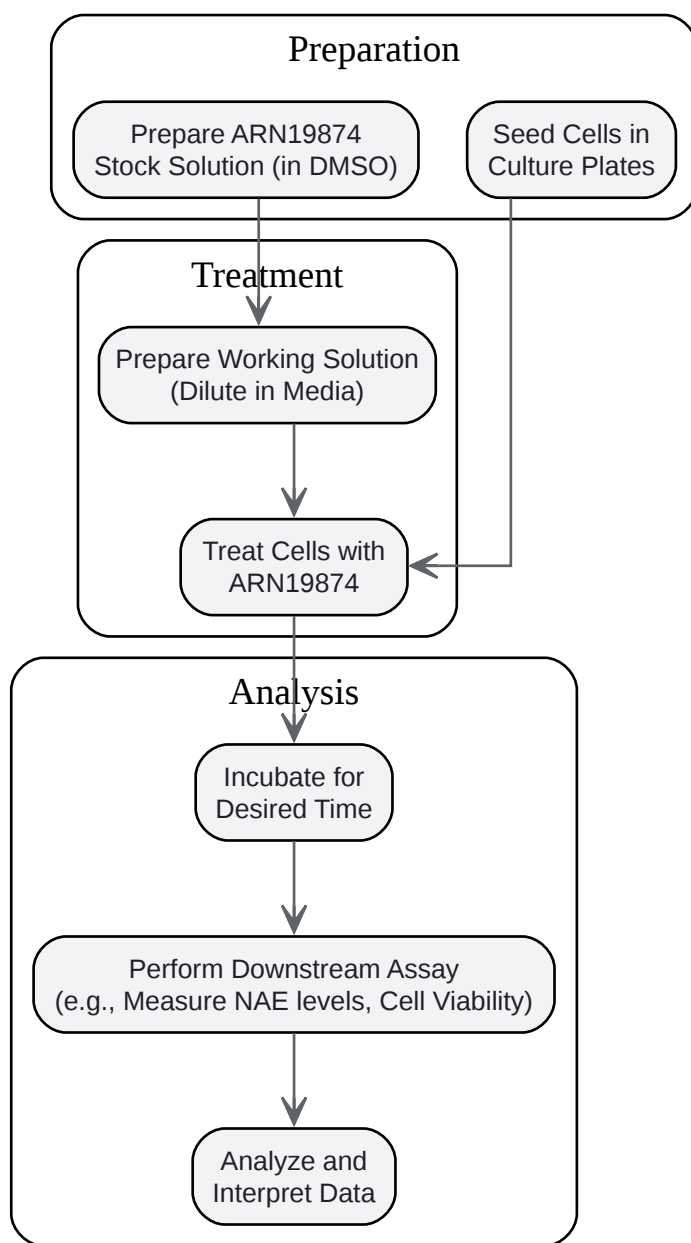 Preparation
Prepare ARN19874
Stock Solution (in DMSO)
Seed Cells in
Culture Plates
Treatment
Prepare Working Solution
(Dilute in Media)
Treat Cells with
ARN19874
Analysis
Incubate for
Desired Time
Perform Downstream Assay
(e.g., Measure NAE levels, Cell Viability)
Analyze and
Interpret Data